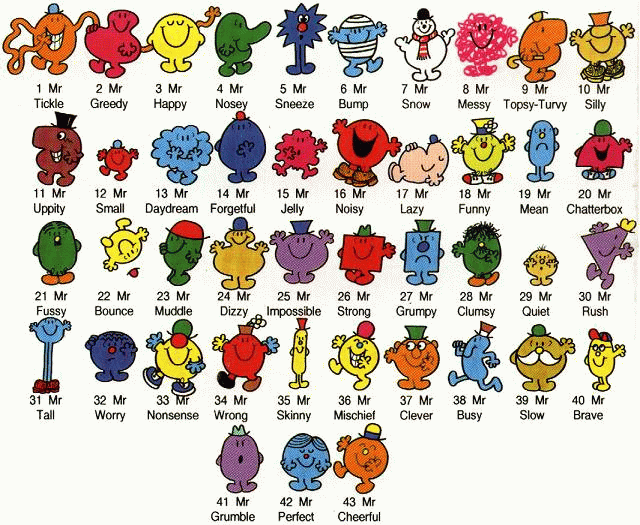 1 Mr 2 Mr 3 Mr 4 Mr 5 Mr 6 Mr 7 Mr 8 Mr 9 Mr 10 Mr
Tickle Greedy Happy Nosey Sneeze Bump Snow Messy Topsy-Turvy Silly
11 Mr 12 Mr 13 Mr 14 Mr 15 Mr 16 Mr 17 Mr 18 Mr 19 Mr 20 Mr
Uppity Small Daydream Forgetful Jelly Noisy Lazy Funny Mean Chatterbox
21 Mr 22 Mr 23 Mr 24 Mr 25 Mr 26 Mr 27 Mr 28 Mr 29 Mr 30 Mr
Fussy Bounce Muddle Dizzy Impossible Strong Grumpy Clumsy Quiet Rush
31 Mr 32 Mr 33 Mr 34 Mr 35 Mr 36 Mr 37 Mr 38 Mr 39 Mr 40 Mr
Tall Worry Nonsense Wrong Skinny Mischief Clever Busy Slow Brave
41 Mr 42 Mr 43 Mr
Grumble Perfect Cheerful